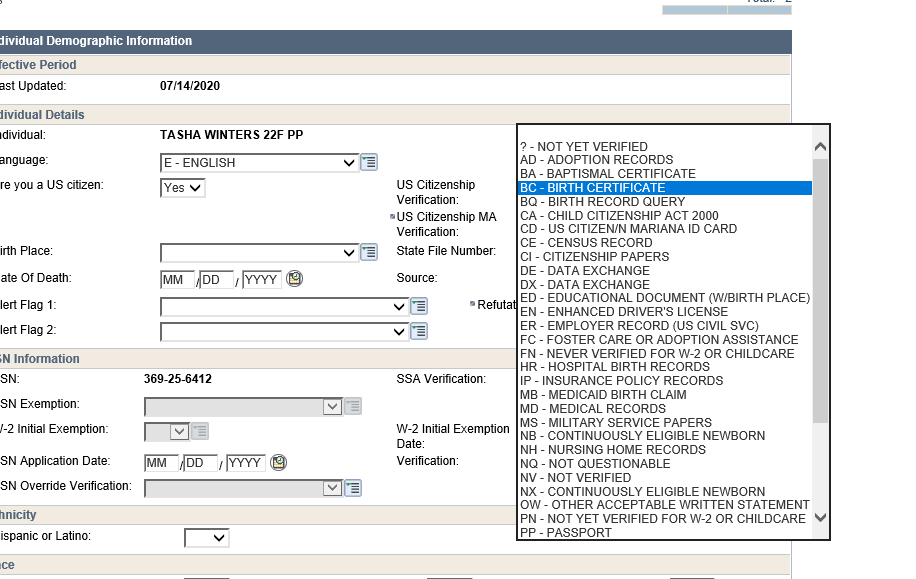 dividual Demographic Information
fective Period
ast Updated: 07/14/2020
dividual Details
dividual: TASHA WINTERS 22F PP
anguage: E - ENGLISH
re you a US citizen: Yes US Citizenship Verification:
US Citizenship MA Verification:
irth Place: State File Number:
ate Of Death: MM / DD / YYYY Source:
lert Flag 1: Refutat
lert Flag 2:
SN Information
SN: 369-25-6412 SSA Verification:
SN Exemption:
/-2 Initial Exemption: W-2 Initial Exemption Date:
SN Application Date: MM / DD / YYYY Verification:
SN Override Verification:
hnicity
ispanic or Latino:
ce
? - NOT YET VERIFIED
AD - ADOPTION RECORDS
BA - BAPTISMAL CERTIFICATE
BC - BIRTH CERTIFICATE
BQ - BIRTH RECORD QUERY
CA - CHILD CITIZENSHIP ACT 2000
CD - US CITIZEN/N MARIANA ID CARD
CE - CENSUS RECORD
CI - CITIZENSHIP PAPERS
DE - DATA EXCHANGE
DX - DATA EXCHANGE
ED - EDUCATIONAL DOCUMENT (W/BIRTH PLACE)
EN - ENHANCED DRIVER'S LICENSE
ER - EMPLOYER RECORD (US CIVIL SVC)
FC - FOSTER CARE OR ADOPTION ASSISTANCE
FN - NEVER VERIFIED FOR W-2 OR CHILDCARE
HR - HOSPITAL BIRTH RECORDS
IP - INSURANCE POLICY RECORDS
MB - MEDICAID BIRTH CLAIM
MD - MEDICAL RECORDS
MS - MILITARY SERVICE PAPERS
NB - CONTINUOUSLY ELIGIBLE NEWBORN
NH - NURSING HOME RECORDS
NQ - NOT QUESTIONABLE
NV - NOT VERIFIED
NX - CONTINUOUSLY ELIGIBLE NEWBORN
OW - OTHER ACCEPTABLE WRITTEN STATEMENT
PN - NOT YET VERIFIED FOR W-2 OR CHILDCARE
PP - PASSPORT